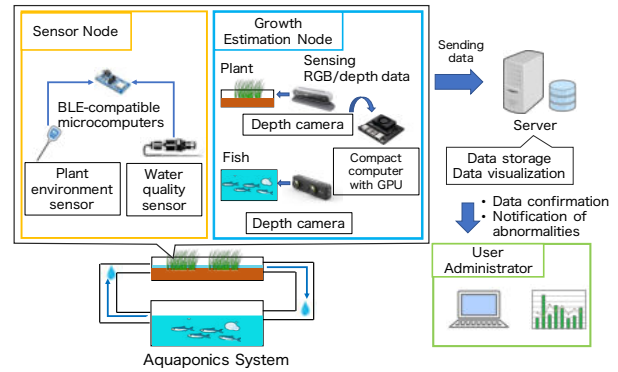 Sensor Node
BLE-compatible
microcomputers
Plant
environment
sensor
Water
quality
sensor
Growth
Estimation Node
Plant
Sensing
RGB/depth data
Depth camera
Fish
Compact
computer
with GPU
Depth camera
Sending
data
Server
Data storage
Data visualization
• Data confirmation
• Notification of
abnormalities
User
Administrator
Aquaponics System